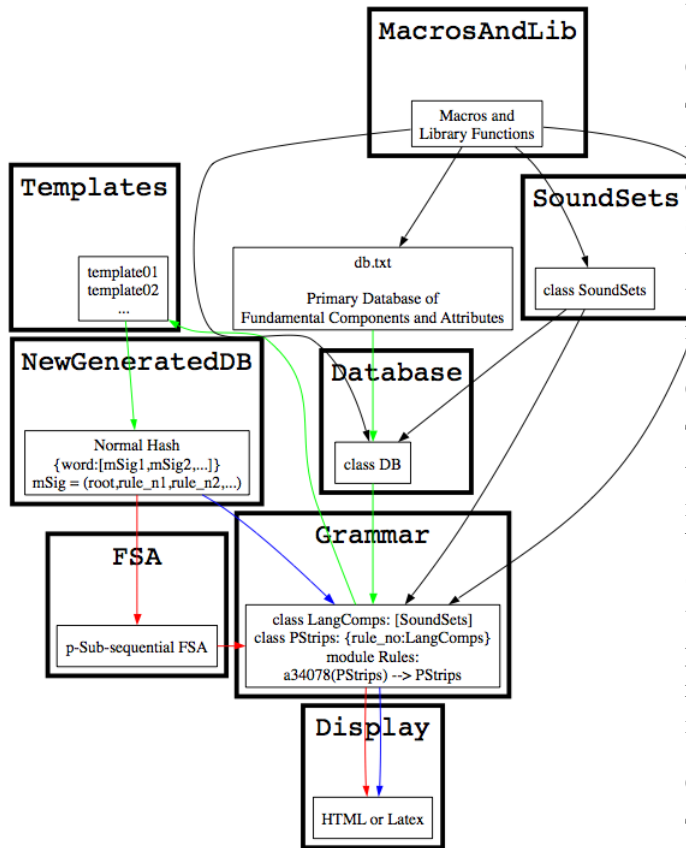 MacrosAndLib
Macros and
Library Functions
Templates
template01
template02
...
SoundSets
class SoundSets
db.txt
Primary Database of
Fundamental Components and Attributes
NewGeneratedDB
Normal Hash
{word:[mSig1,mSig2,...]}
mSig = (root,rule_n1,rule_n2,...)
Database
class DB
FSA
p-Sub-sequential FSA
Grammar
class LangComps: [SoundSets]
class PStrips: {rule_no:LangComps}
module Rules:
a34078(PStrips) --> PStrips
Display
HTML or Latex